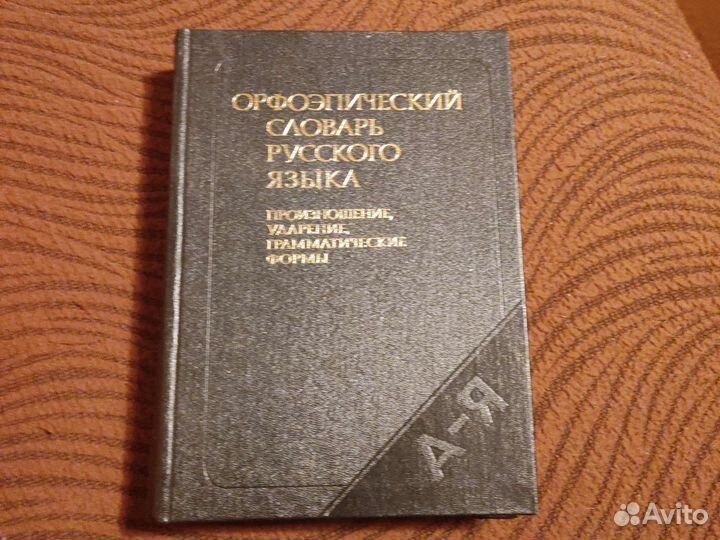 ОРФОЭПИЧЕСКИЙ
СЛОВАРЬ
РУССКОГО
ЯЗЫКА
ПРОИЗНОШЕНИЕ,
УДАРЕНИЕ,
ГРАММАТИЧЕСКИЕ
ФОРМЫ
А-Я
Avito